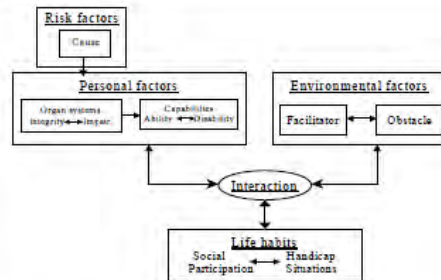 Risk factors
Cause
Personal factors
Organ systems
Integrity Impair.
Capabilities
Ability Disability
Environmental factors
Facilitator
Obstacle
Interaction
Life habits
Social Participation
Handicap Situations